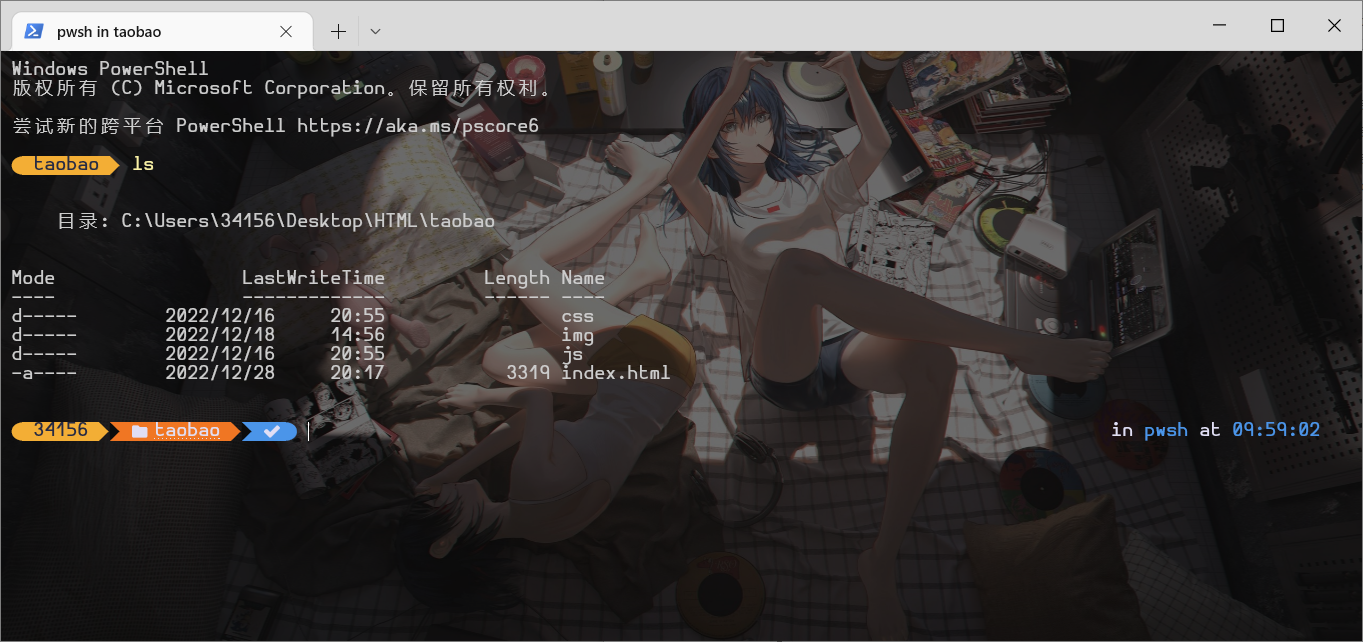 pwsh in taobao
Windows PowerShell
版权所有 (C) Microsoft Corporation。保留所有权利。
尝试新的跨平台 PowerShell https://aka.ms/pscore6
taobao ls
目录: C:\Users\34156\Desktop\HTML\taobao
Mode LastWriteTime Length Name
---- ------------- ------ ----
d----- 2022/12/16 20:55 css
d----- 2022/12/18 14:56 img
d----- 2022/12/16 20:55 js
-a---- 2022/12/28 20:17 3319 index.html
34156 taobao in pwsh at 09:59:02